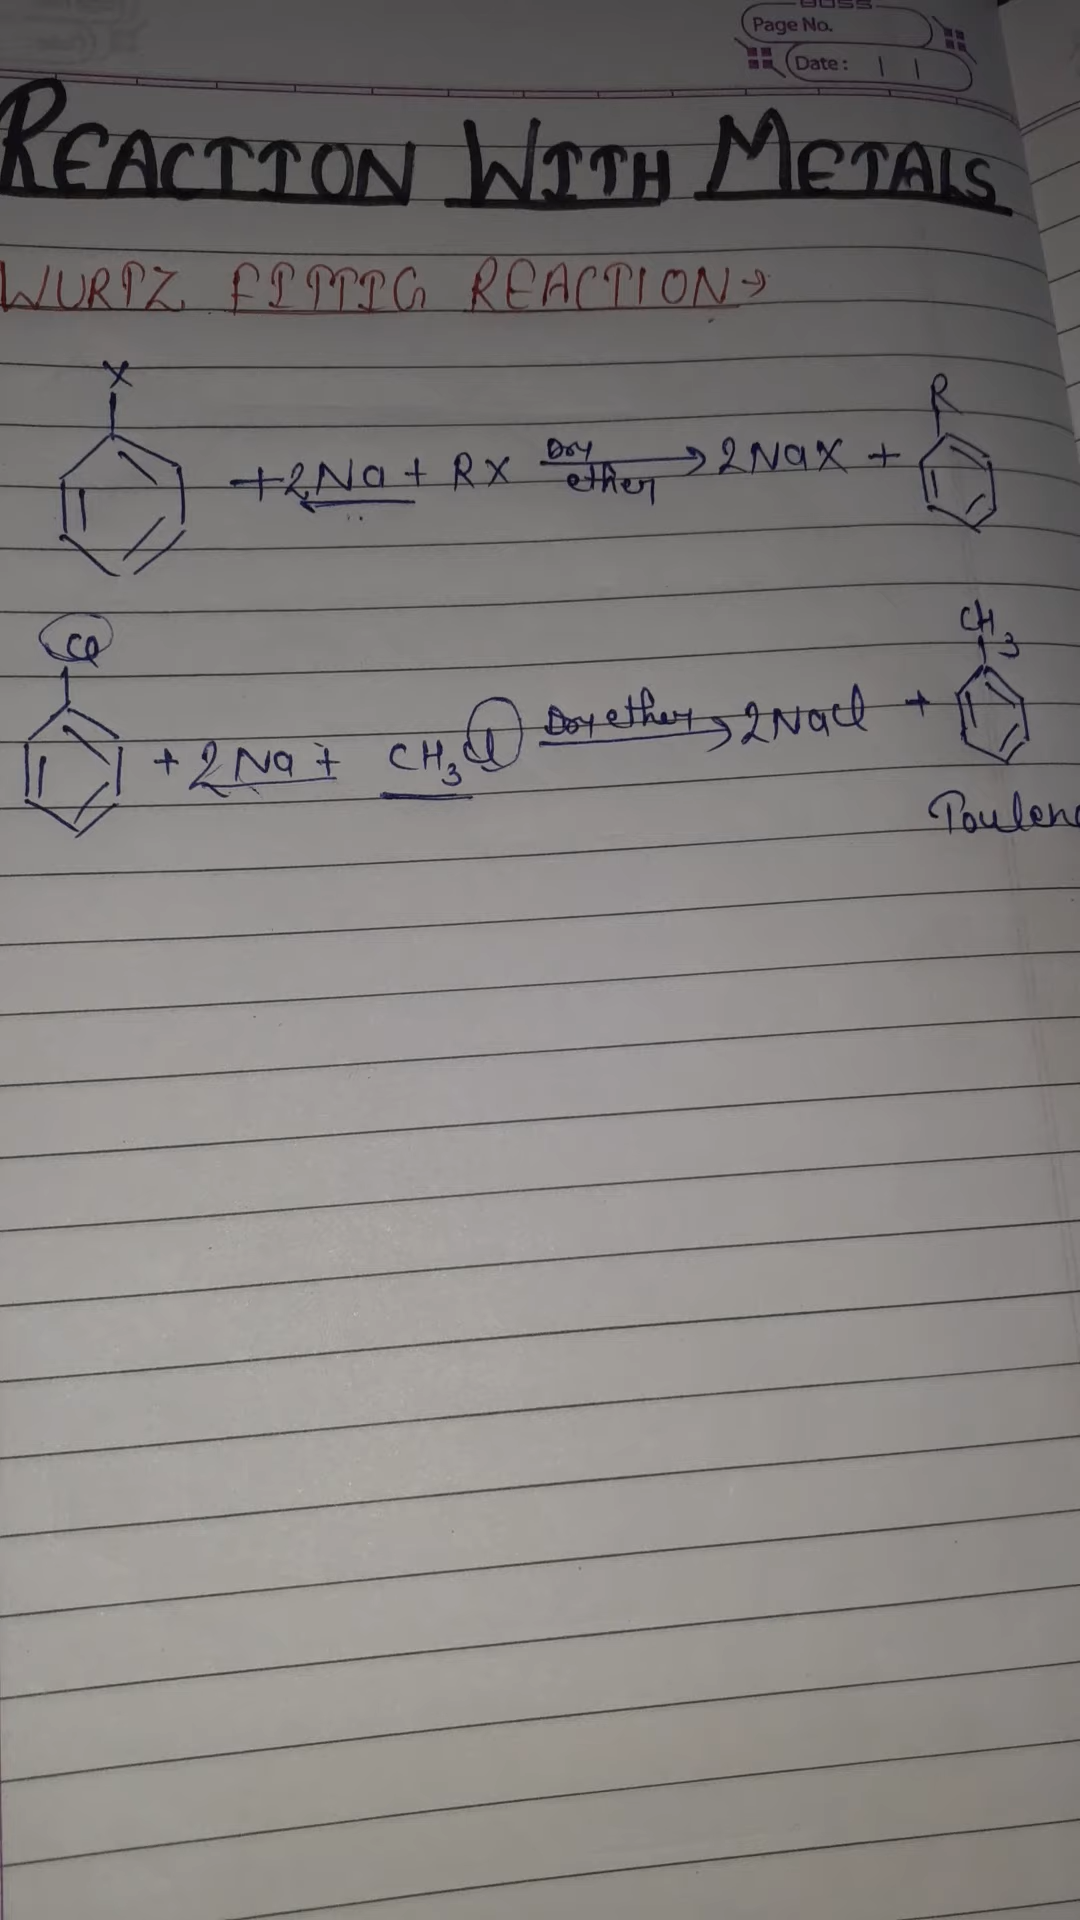 Page No.
Date:
REACTION WITH METALS
WURTZ FITTIG REACTION→
X
R
+2Na + RX Dry ether → 2NaX +
Cl
CH3
+ 2Na + CH3Cl Dry ether → 2NaCl +
Toulen